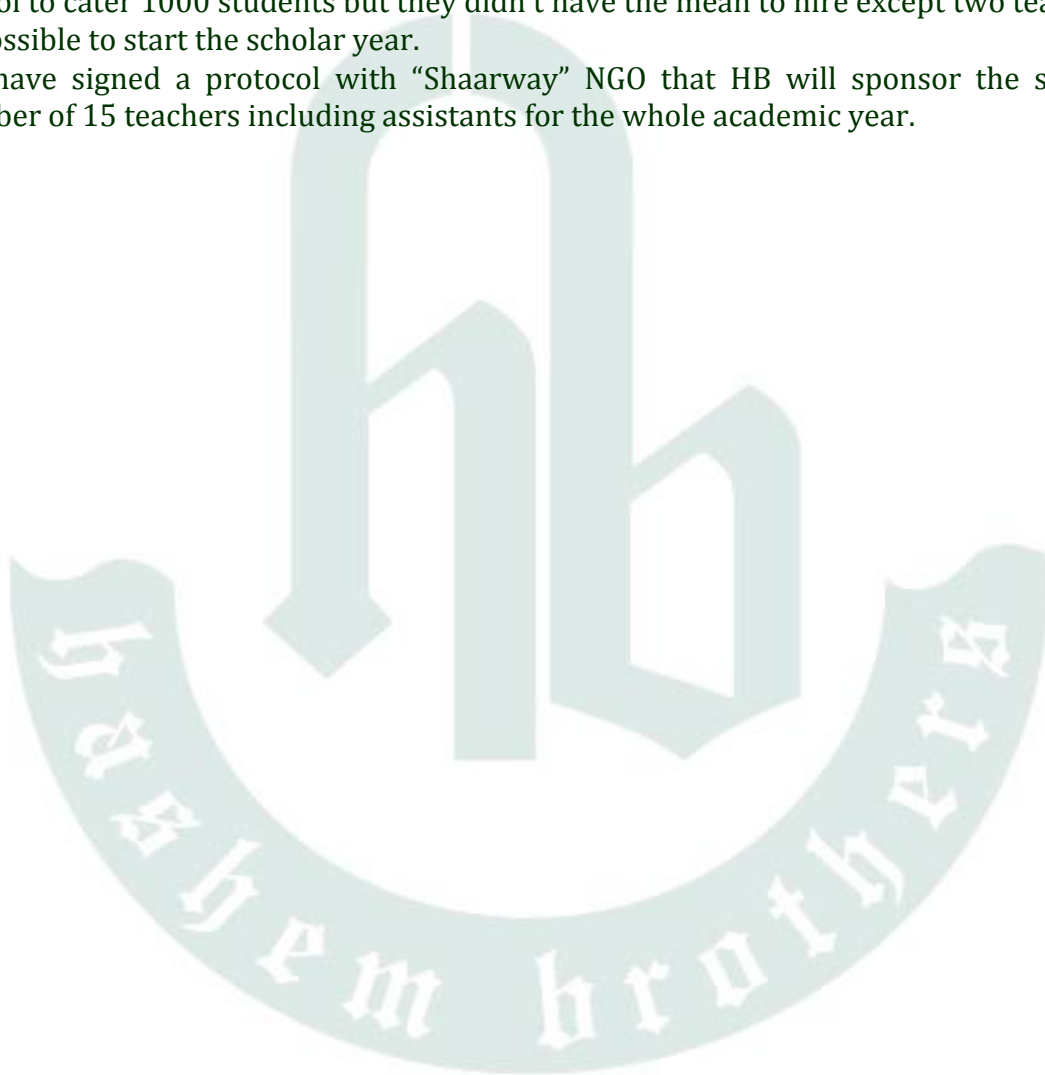 to cater 1000 students but they didn't have the mean to hire except two
ossible to start the scholar year.
have signed a protocol with “Shaarway” NGO that HB will sponsor the
ber of 15 teachers including assistants for the whole academic year.
hb
hashem brothers